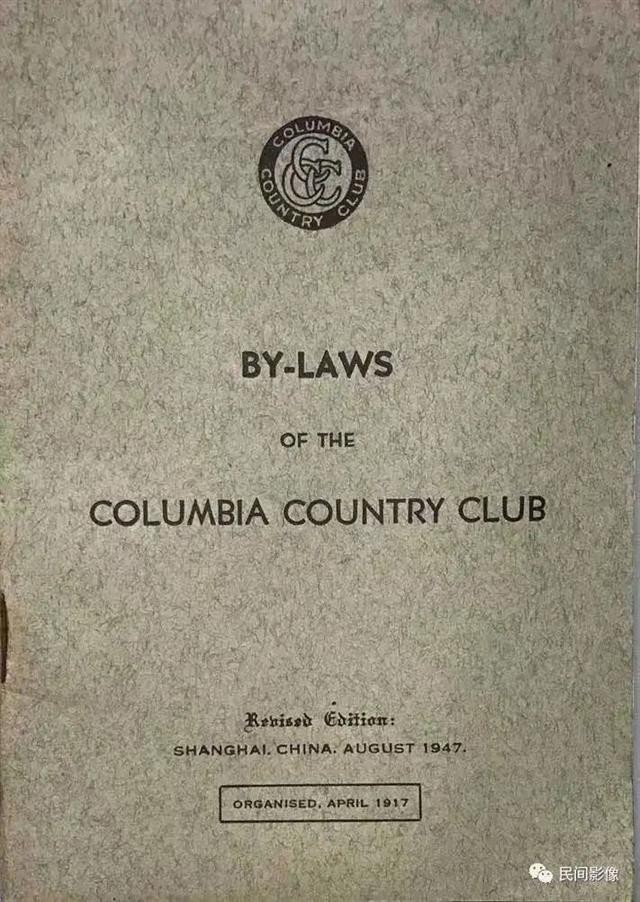 COLUMBIA
CCC
COUNTRY CLUB
BY-LAWS
OF THE
COLUMBIA COUNTRY CLUB
Revised Edition:
SHANGHAI, CHINA. AUGUST 1947.
ORGANISED, APRIL 1917
民间影像